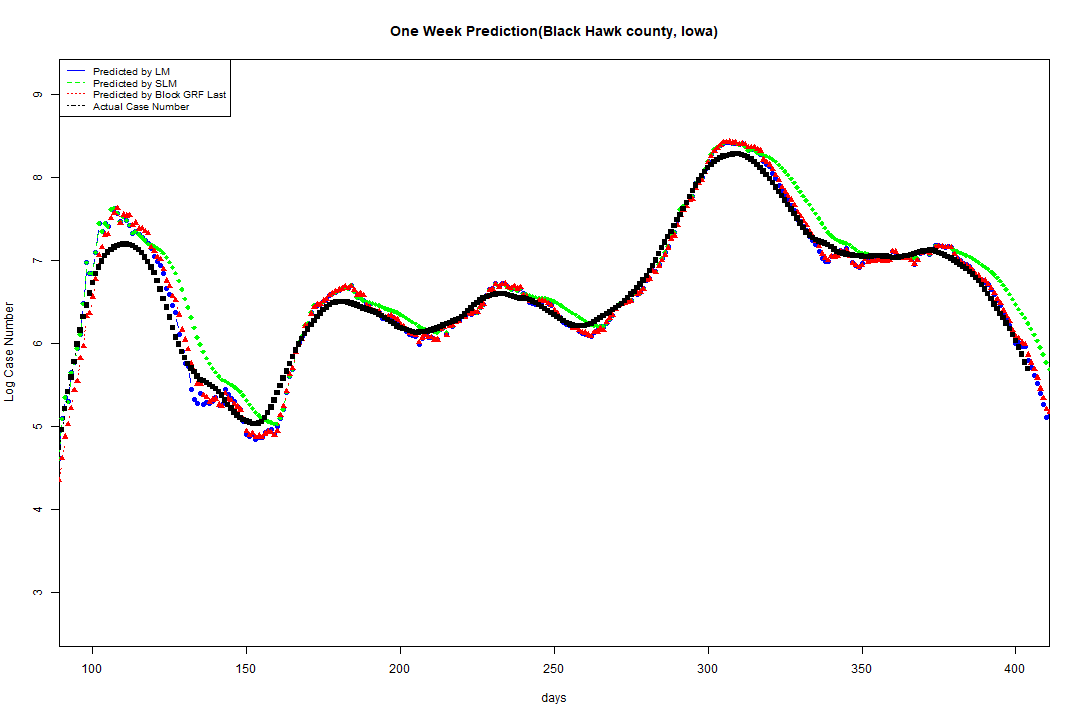 One Week Prediction(Black Hawk county, Iowa)
Predicted by LM
Predicted by SLM
Predicted by Block GRF Last
Actual Case Number
9
8
7
6
5
4
3
Log Case Number
100 150 200 250 300 350 400
days